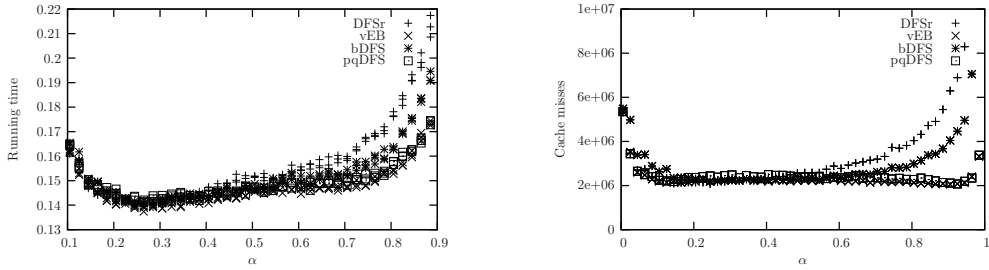 0.22
0.21
0.2
0.19
0.18
0.17
0.16
0.15
0.14
0.13
Running time
DFSr
vEB
bDFS
pqDFS
0.1 0.2 0.3 0.4 0.5 0.6 0.7 0.8 0.9
α
1e+07
8e+06
6e+06
4e+06
2e+06
0
Cache misses
DFSr
vEB
bDFS
pqDFS
0 0.2 0.4 0.6 0.8 1
α